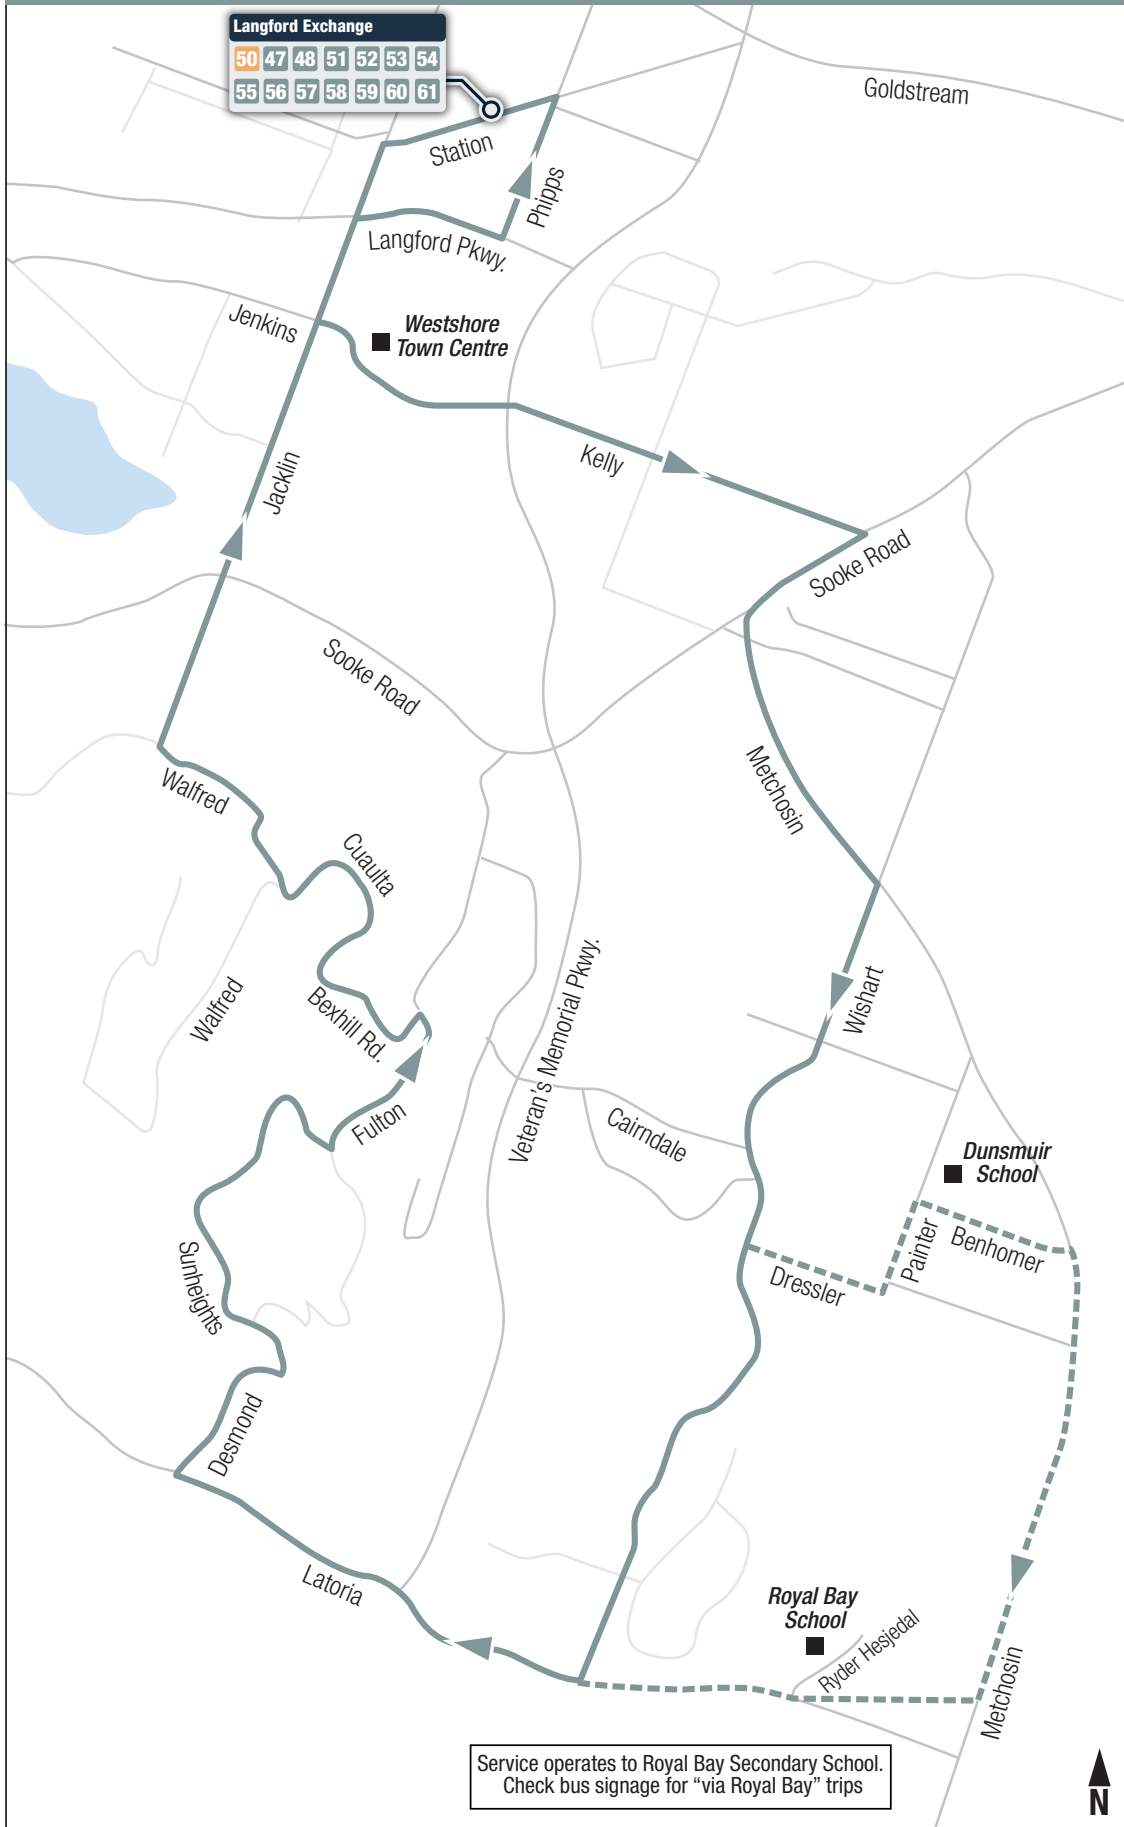 Langford Exchange
50 47 48 51 52 53 54
55 56 57 58 59 60 61
Goldstream
Station
Phipps
Langford Pkwy.
Jenkins
Westshore
Town Centre
Kelly
Jacklin
Sooke Road
Sooke Road
Metchosin
Walfred
Cuaulta
Walfred
Bexhill Rd.
Veteran's Memorial Pkwy.
Wishart
Fulton
Cairndale
Dunsmuir
School
Painter
Benhomer
Sunheights
Dressler
Desmond
Latoria
Royal Bay
School
Ryder Hesjedal
Metchosin
Service operates to Royal Bay Secondary School.
Check bus signage for “via Royal Bay” trips
N